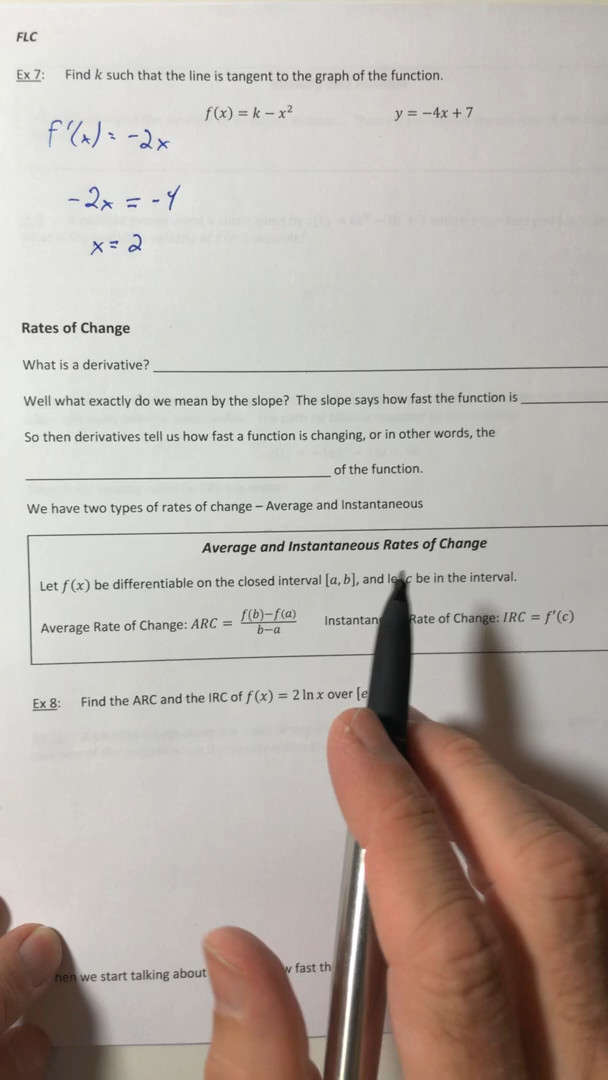 FLC
Ex 7: Find k such that the line is tangent to the graph of the function.
f(x) = k − x² y = −4x + 7
f'(x) = -2x
-2x = -4
x = 2
Rates of Change
What is a derivative?
Well what exactly do we mean by the slope? The slope says how fast the function is
So then derivatives tell us how fast a function is changing, or in other words, the
of the function.
We have two types of rates of change – Average and Instantaneous
Average and Instantaneous Rates of Change
Let f(x) be differentiable on the closed interval [a, b], and c be in the interval.
Average Rate of Change: ARC = f(b)−f(a) / b−a Rate of Change: IRC = f'(c)
Ex 8: Find the ARC and the IRC of f(x) = 2 ln x over [e
we start talking about fast